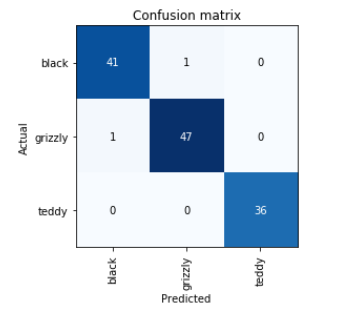 Confusion matrix
Actual
black 41 1 0
grizzly 1 47 0
teddy 0 0 36
black grizzly teddy
Predicted